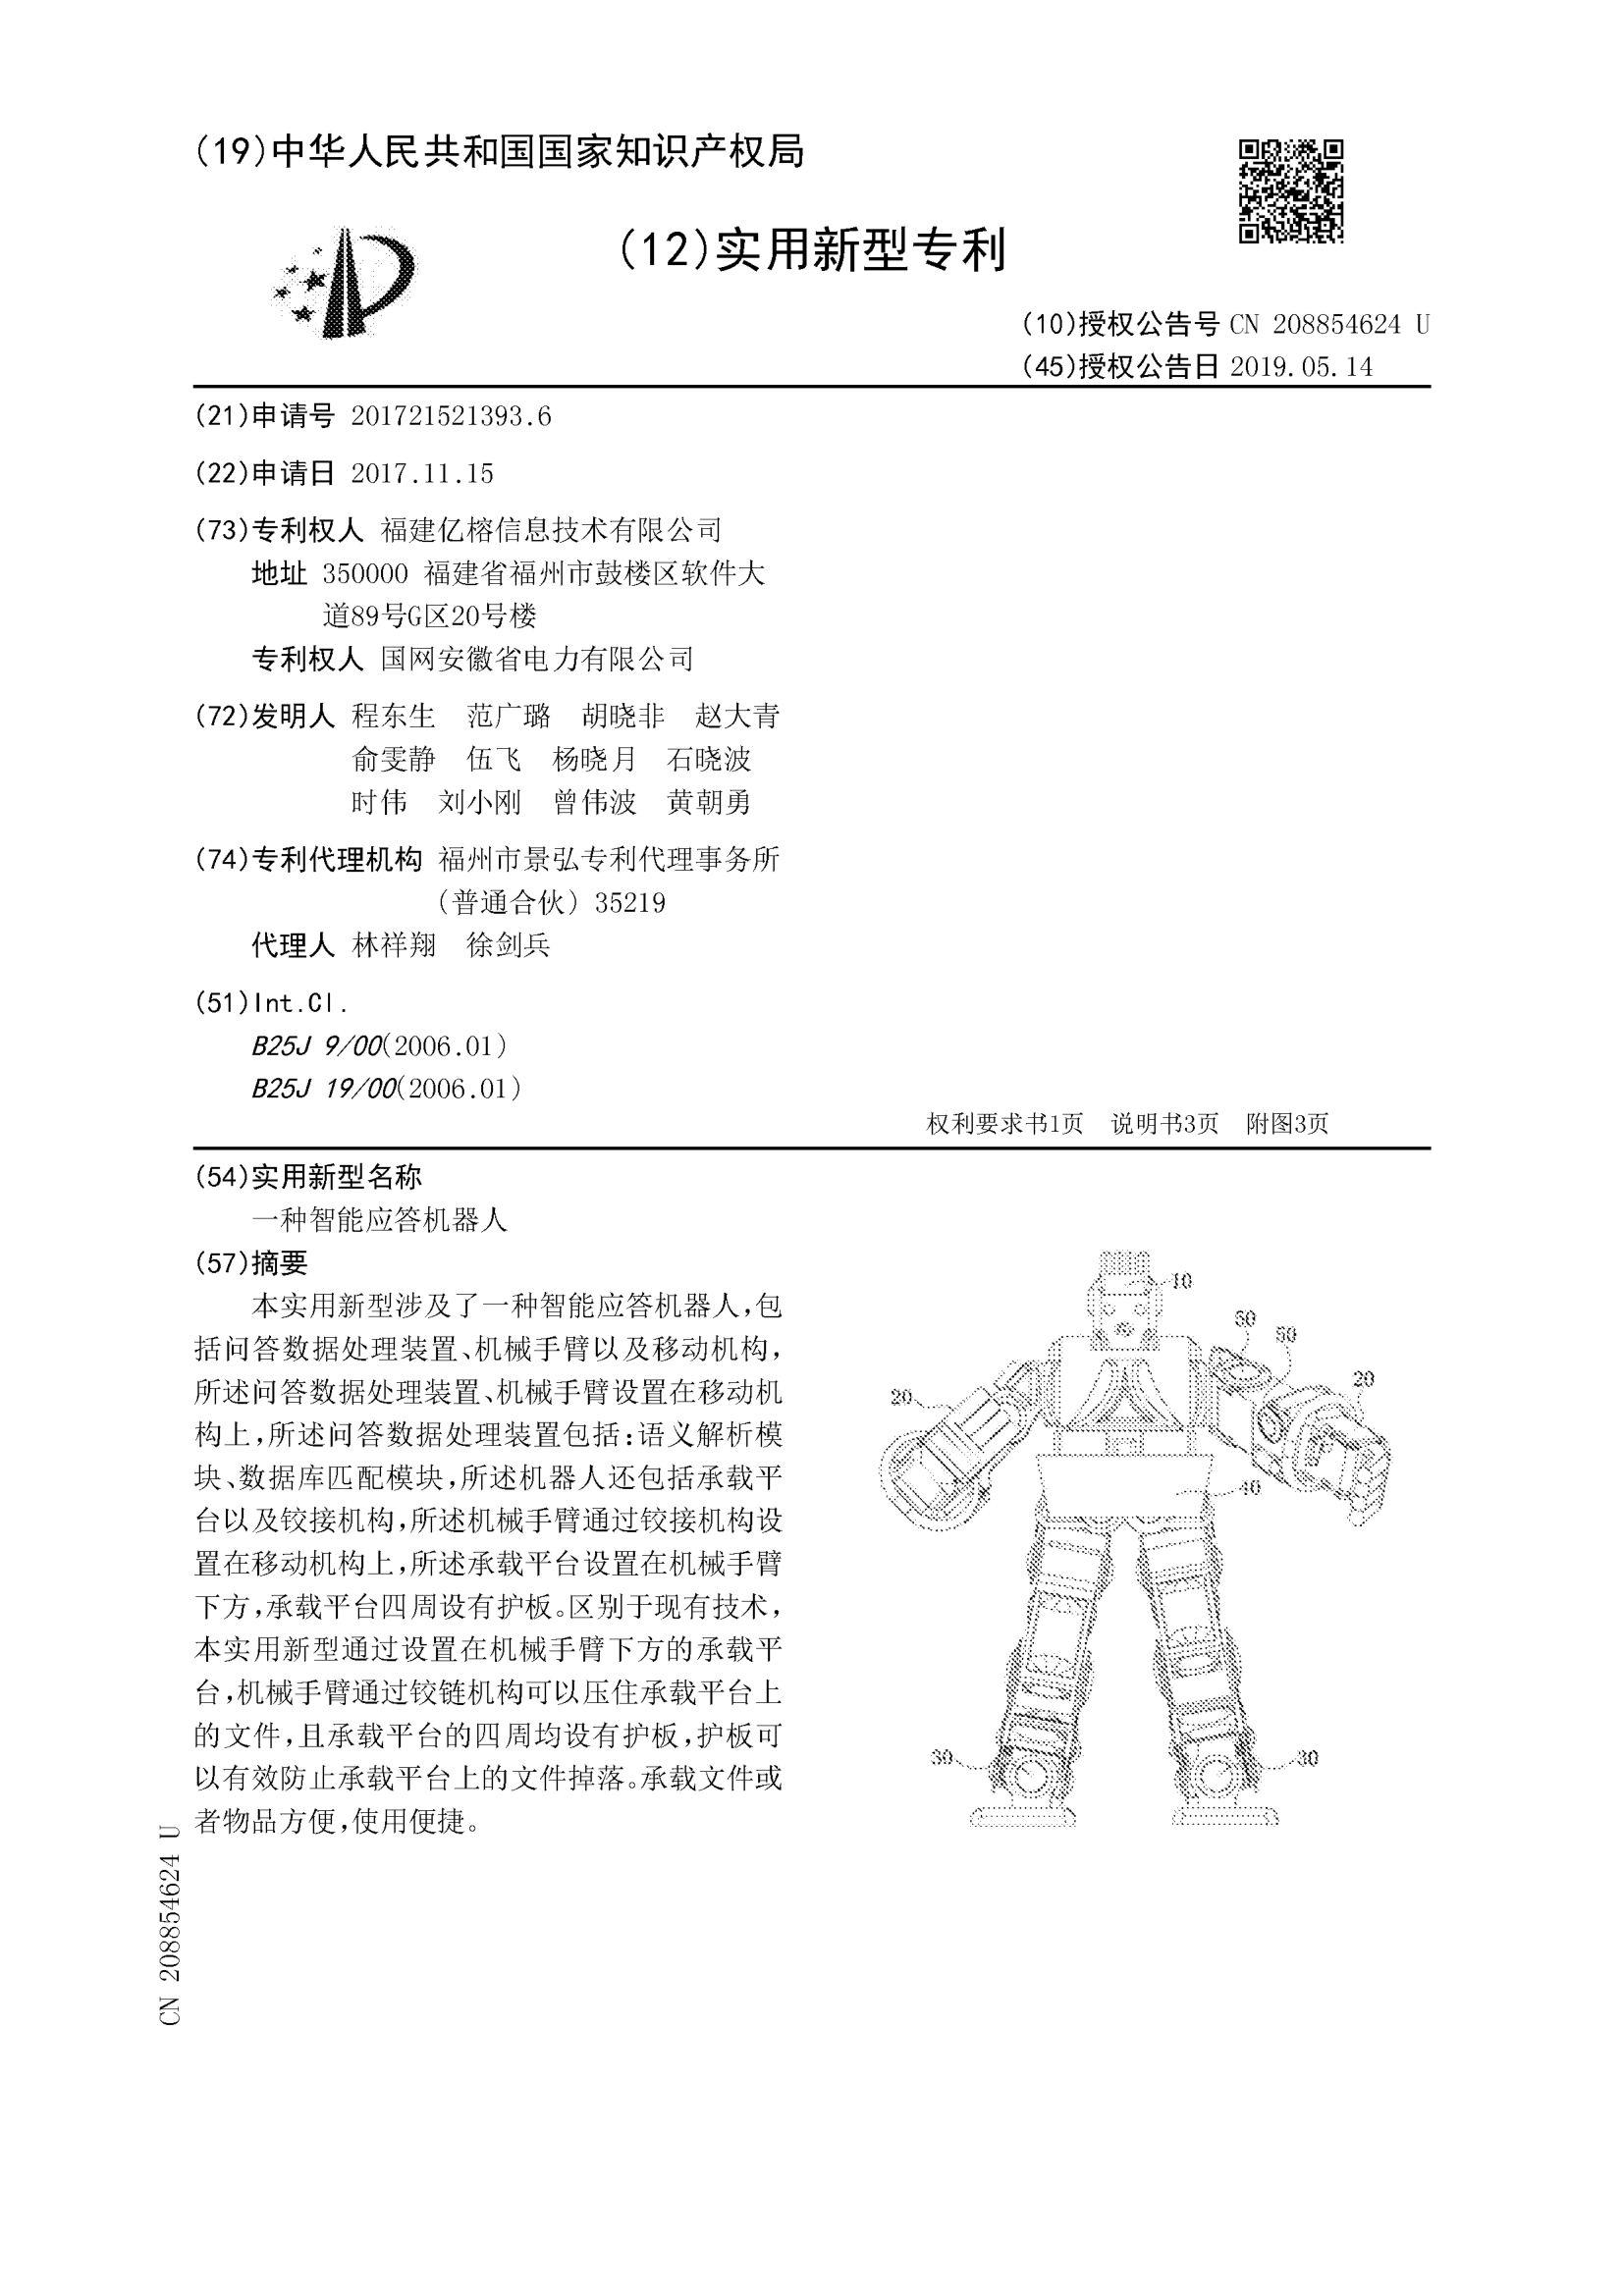 (19)中华人民共和国国家知识产权局
(12)实用新型专利
(10)授权公告号 CN 208854624 U
(45)授权公告日 2019.05.14
(21)申请号 201721521393.6
(22)申请日 2017.11.15
(73)专利权人 福建亿榕信息技术有限公司
地址 350000 福建省福州市鼓楼区软件大
道89号G区20号楼
专利权人 国网安徽省电力有限公司
(72)发明人 程东生 范广璐 胡晓非 赵大青
俞雯静 伍飞 杨晓月 石晓波
时伟 刘小刚 曾伟波 黄朝勇
(74)专利代理机构 福州市景弘专利代理事务所
(普通合伙) 35219
代理人 林祥翔 徐剑兵
(51)Int.Cl.
B25J 9/00(2006.01)
B25J 19/00(2006.01)
权利要求书1页 说明书3页 附图3页
(54)实用新型名称
一种智能应答机器人
(57)摘要
本实用新型涉及了一种智能应答机器人,包
括问答数据处理装置、机械手臂以及移动机构,
所述问答数据处理装置、机械手臂设置在移动机
构上,所述问答数据处理装置包括:语义解析模
块、数据库匹配模块,所述机器人还包括承载平
台以及铰接机构,所述机械手臂通过铰接机构设
置在移动机构上,所述承载平台设置在机械手臂
下方,承载平台四周设有护板。区别于现有技术,
本实用新型通过设置在机械手臂下方的承载平
台,机械手臂通过铰链机构可以压住承载平台上
的文件,且承载平台的四周均设有护板,护板可
以有效防止承载平台上的文件掉落。承载文件或
者物品方便,使用便捷。
10
20
20
40
30
30
CN 208854624 U